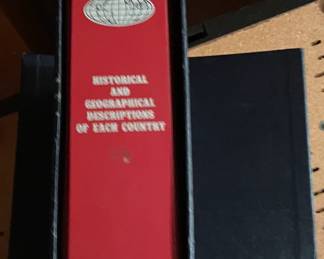 HISTORICAL
AND
GEOGRAPHICAL
DESCRIPTIONS
OF EACH COUNTRY